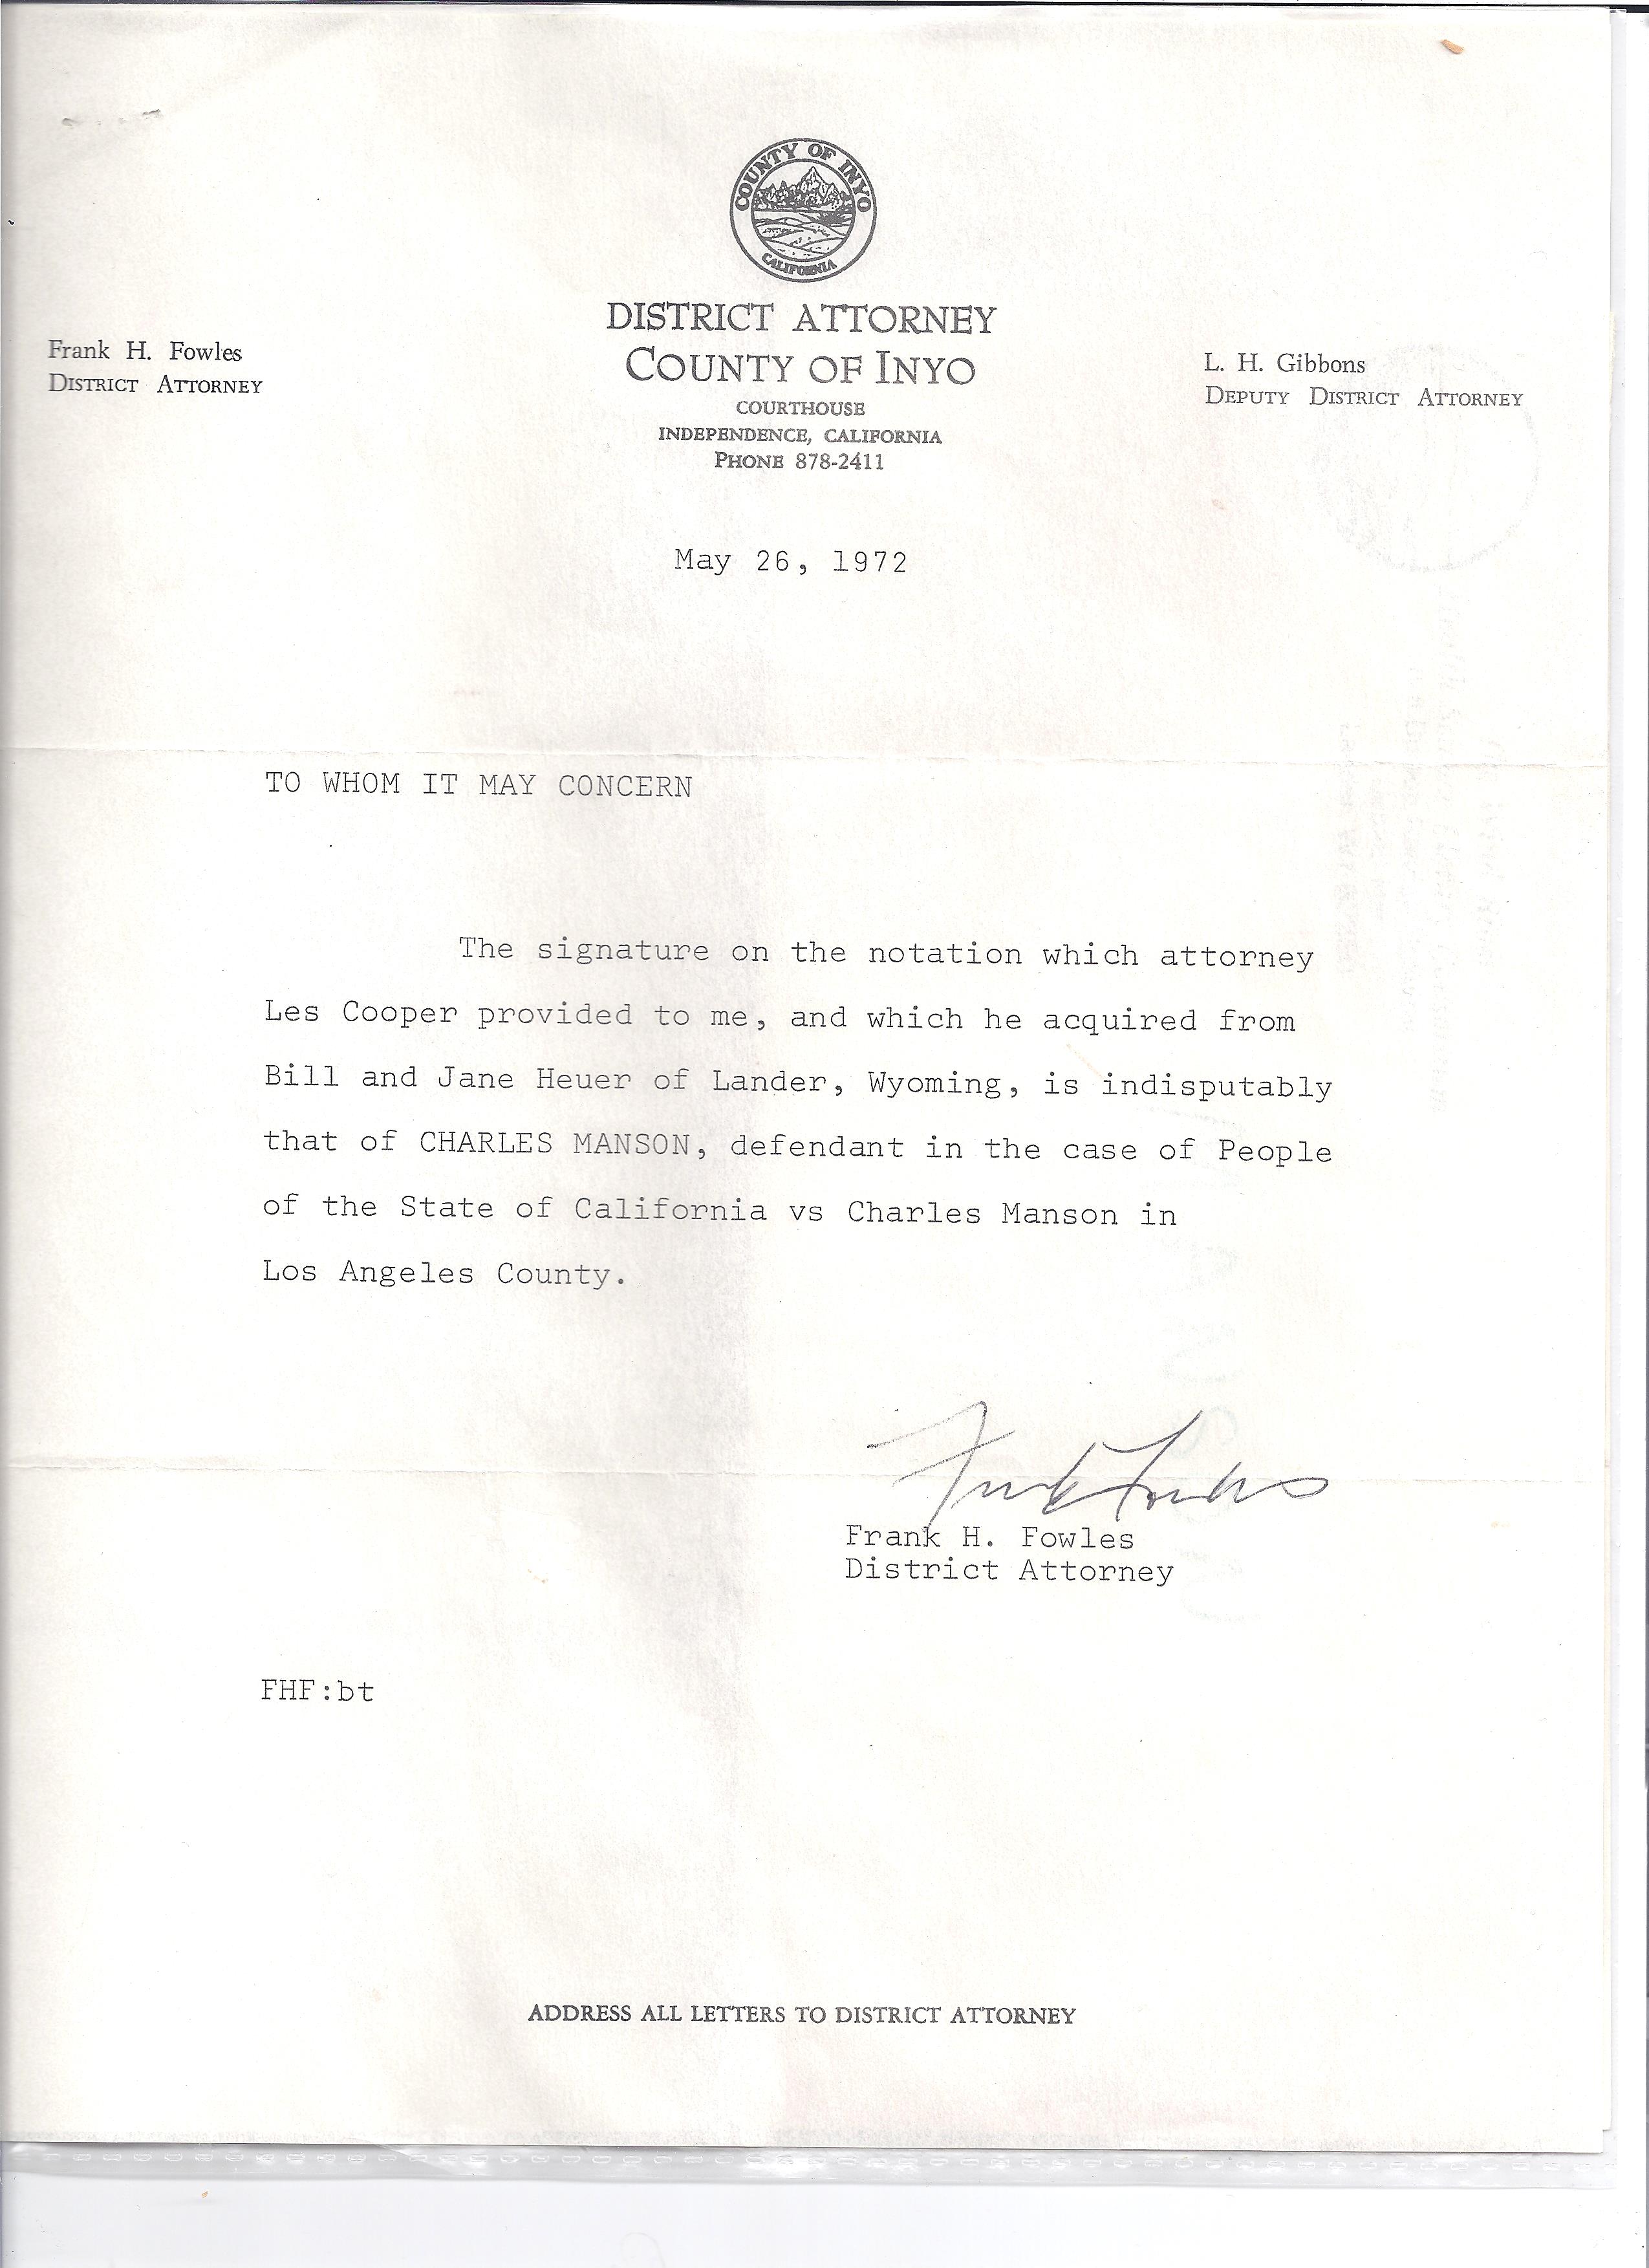 COUNTY OF INYO
CALIFORNIA
DISTRICT ATTORNEY
COUNTY OF INYO
COURTHOUSE
INDEPENDENCE, CALIFORNIA
PHONE 878-2411
Frank H. Fowles
DISTRICT ATTORNEY
L. H. Gibbons
DEPUTY DISTRICT ATTORNEY
May 26, 1972
TO WHOM IT MAY CONCERN
The signature on the notation which attorney
Les Cooper provided to me, and which he acquired from
Bill and Jane Heuer of Lander, Wyoming, is indisputably
that of CHARLES MANSON, defendant in the case of People
of the State of California vs Charles Manson in
Los Angeles County.
Frank Fowles
Frank H. Fowles
District Attorney
FHF:bt
ADDRESS ALL LETTERS TO DISTRICT ATTORNEY